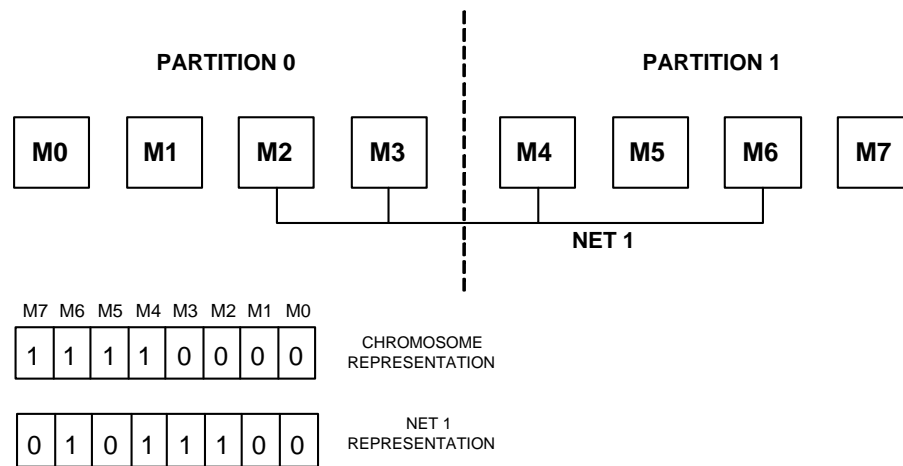 PARTITION 0 PARTITION 1
M0 M1 M2 M3 M4 M5 M6 M7
NET 1
M7 M6 M5 M4 M3 M2 M1 M0
1 1 1 1 0 0 0 0
CHROMOSOME
REPRESENTATION
0 1 0 1 1 1 0 0
NET 1
REPRESENTATION